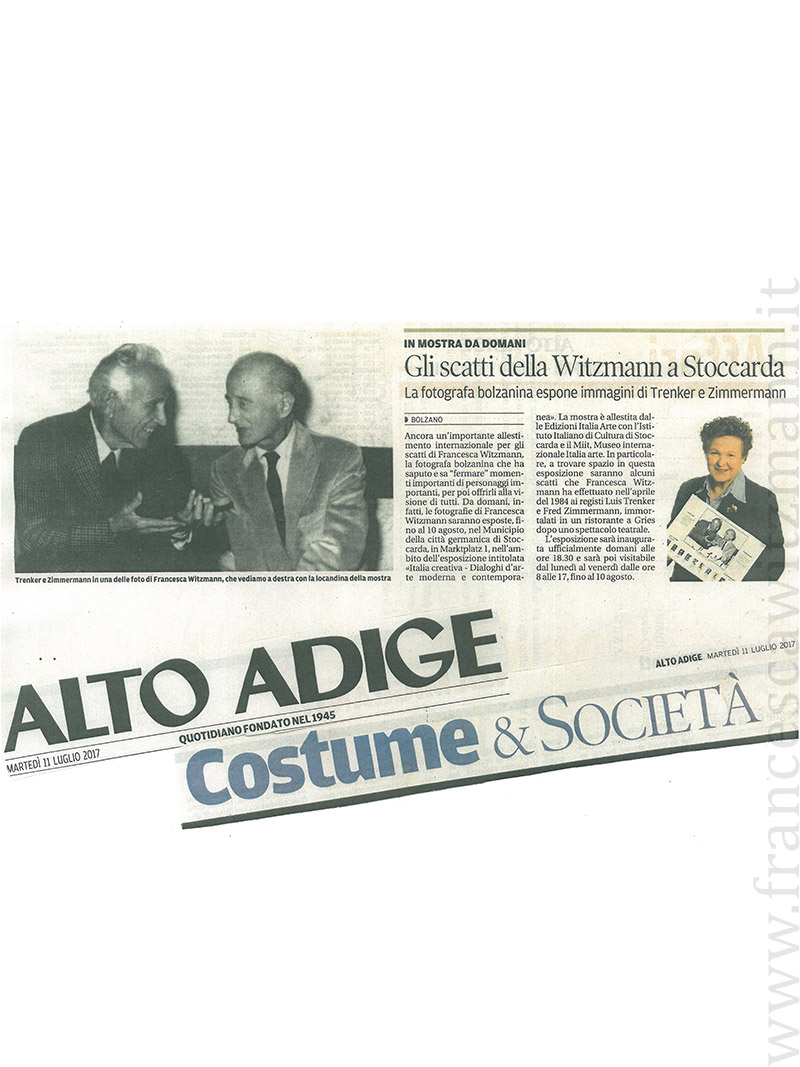 IN MOSTRA DA DOMANI
Gli scatti della Witzmann a Stoccarda
La fotografa bolzanina espone immagini di Trenker e Zimmermann
BOLZANO
Ancora un'importante allesti-
mento internazionale per gli
scatti di Francesca Witzmann,
la fotografa bolzanina che ha
saputo e sa "fermare" momen-
ti importanti di personaggi im-
portanti, per poi offrirli alla vi-
sione di tutti. Da domani, in-
fatti, le fotografie di Francesca
Witzmann saranno esposte, fi-
no al 10 agosto, nel Municipio
della città germanica di Stoc-
carda, in Marktplatz 1, nell'am-
bito dell'esposizione intitolata
«Italia creativa - Dialoghi d'ar-
te moderna e contempora-
nea». La mostra è allestita dal-
le Edizioni Italia Arte con l'Isti-
tuto Italiano di Cultura di Stoc-
carda e il Miit, Museo interna-
zionale Italia arte. In particola-
re, a trovare spazio in questa
esposizione saranno alcuni
scatti che Francesca Witz-
mann ha effettuato nell'aprile
del 1984 ai registi Luis Trenker
e Fred Zimmermann, immor-
talati in un ristorante a Gries
dopo uno spettacolo teatrale.
L'esposizione sarà inaugura-
ta ufficialmente domani alle
ore 18.30 e sarà poi visitabile
dal lunedì al venerdì dalle ore
8 alle 17, fino al 10 agosto.
Trenker e Zimmermann in una delle foto di Francesca Witzmann, che vediamo a destra con la locandina della mostra
ALTO ADIGE
QUOTIDIANO FONDATO NEL 1945
MARTEDÌ 11 LUGLIO 2017
ALTO ADIGE MARTEDÌ 11 LUGLIO 2017
Costume & SOCIETÀ
www.francescawitzmann.it